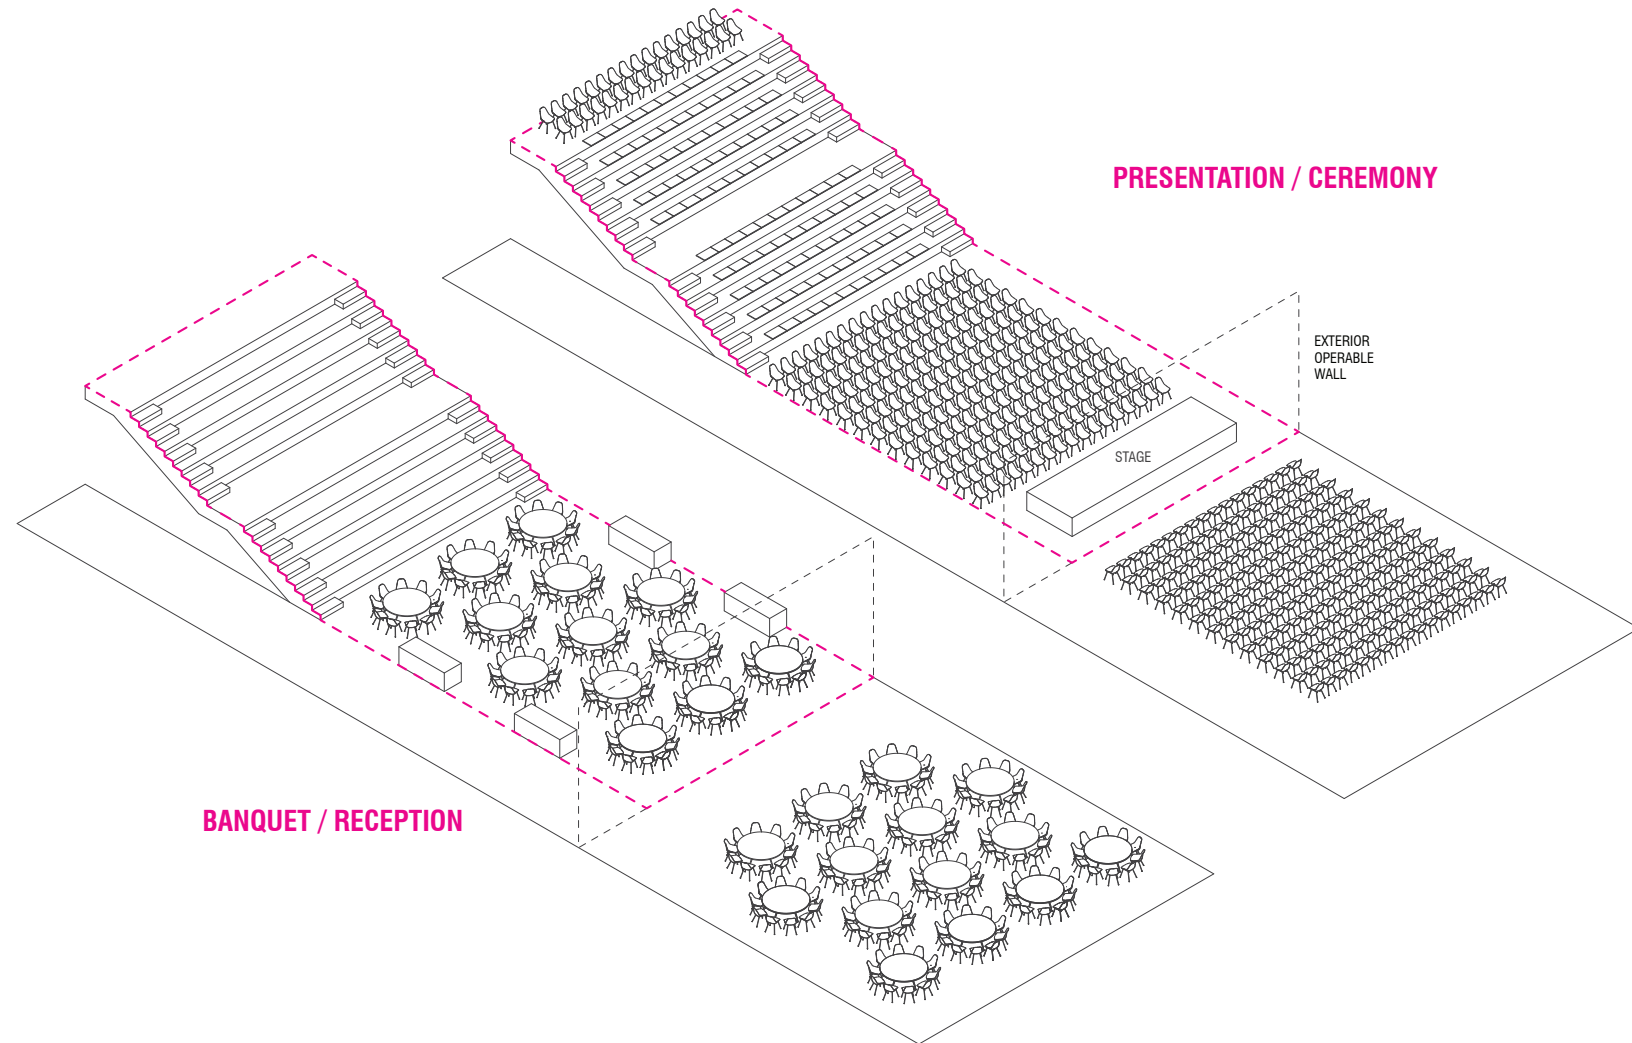 PRESENTATION / CEREMONY
EXTERIOR
OPERABLE
WALL
STAGE
BANQUET / RECEPTION